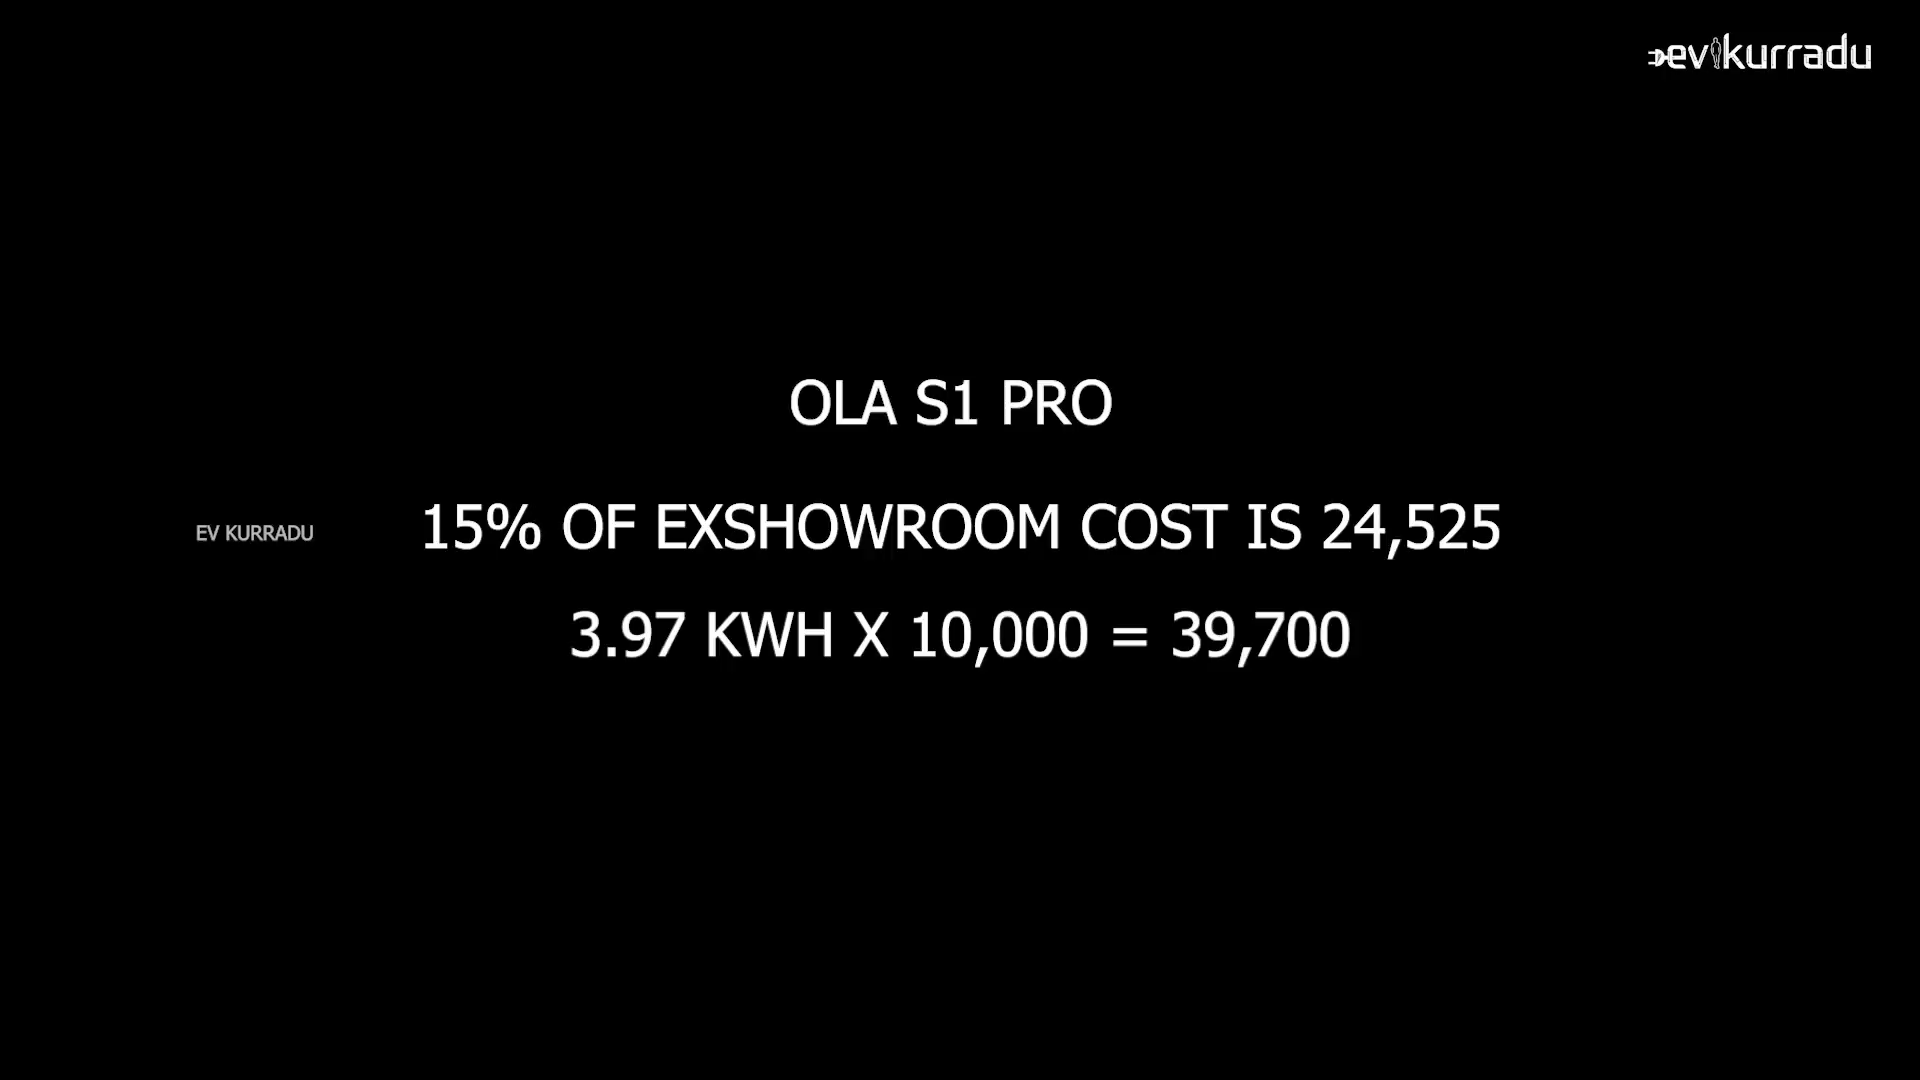 evkurradu
OLA S1 PRO
15% OF EXSHOWROOM COST IS 24,525
EV KURRADU
3.97 KWH X 10,000 = 39,700